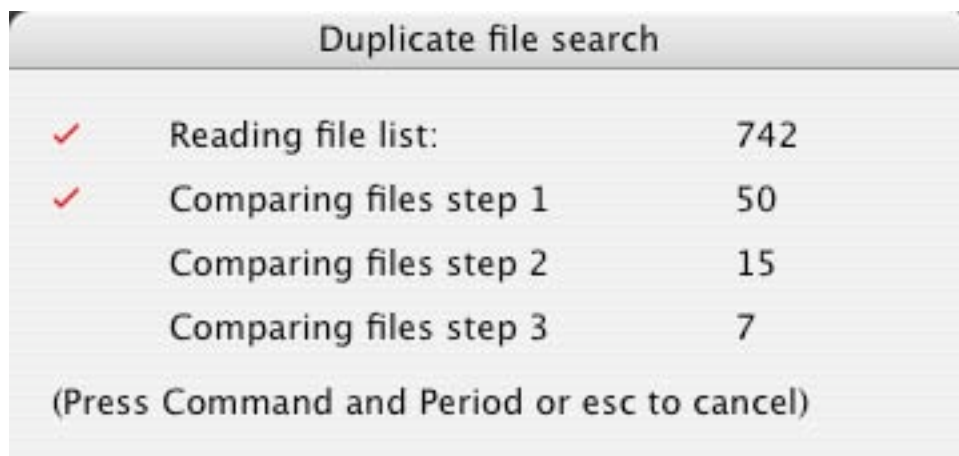 Duplicate file search
Reading file list: 742
Comparing files step 1 50
Comparing files step 2 15
Comparing files step 3 7
(Press Command and Period or esc to cancel)